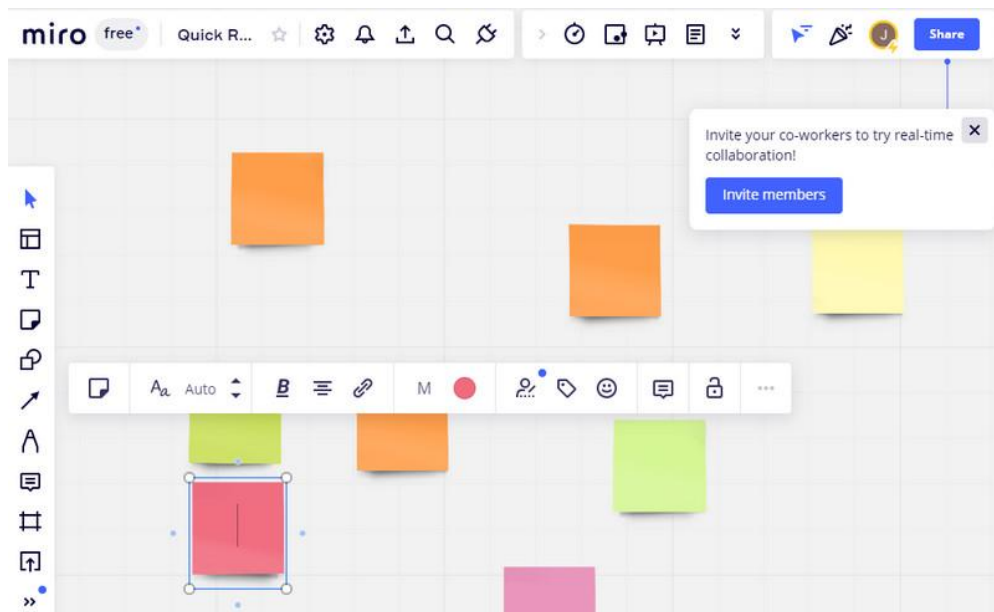 miro free Quick R... J Share
Invite your co-workers to try real-time
collaboration!
Invite members
T
Aa Auto B M